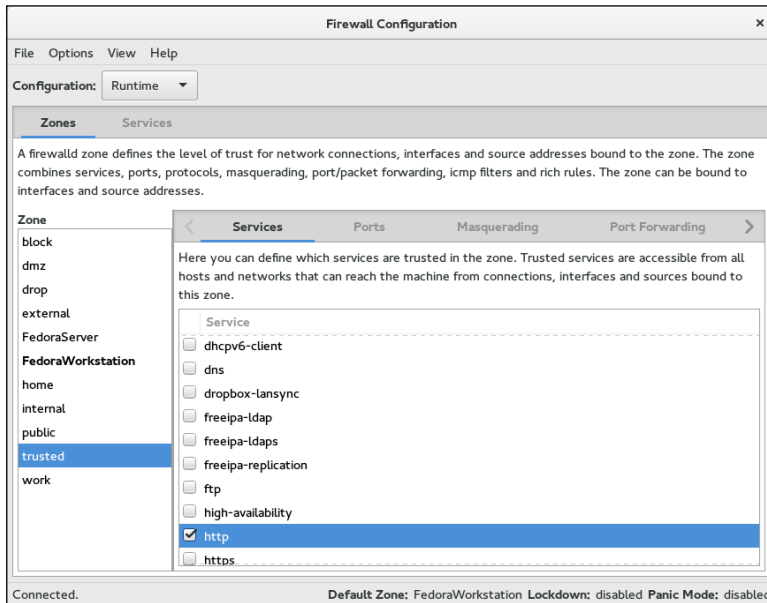 Firewall Configuration ×
File Options View Help
Configuration: Runtime
Zones Services
A firewalld zone defines the level of trust for network connections, interfaces and source addresses bound to the zone. The zone
combines services, ports, protocols, masquerading, port/packet forwarding, icmp filters and rich rules. The zone can be bound to
interfaces and source addresses.
Zone
block
dmz
drop
external
FedoraServer
FedoraWorkstation
home
internal
public
trusted
work
Services Ports Masquerading Port Forwarding
Here you can define which services are trusted in the zone. Trusted services are accessible from all
hosts and networks that can reach the machine from connections, interfaces and sources bound to
this zone.
Service
dhcpv6-client
dns
dropbox-lansync
freeipa-ldap
freeipa-ldaps
freeipa-replication
ftp
high-availability
http
https
Connected. Default Zone: FedoraWorkstation Lockdown: disabled Panic Mode: disabled